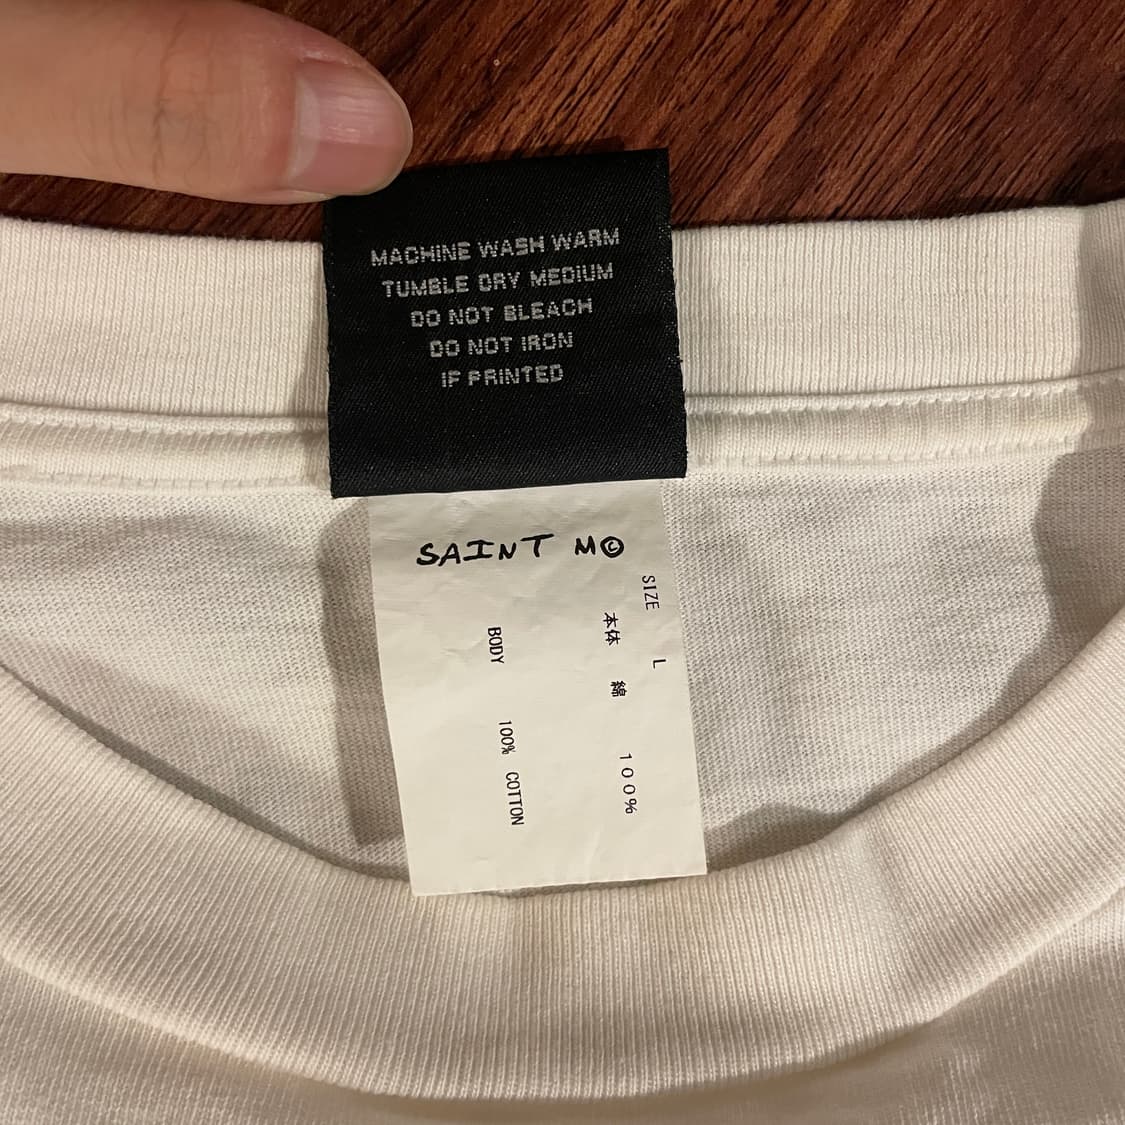 MACHINE WASH WARM
TUMBLE DRY MEDIUM
DO NOT BLEACH
DO NOT IRON
IF PRINTED
SAINT M©
SIZE L
本体 綿 100%
BODY 100% COTTON